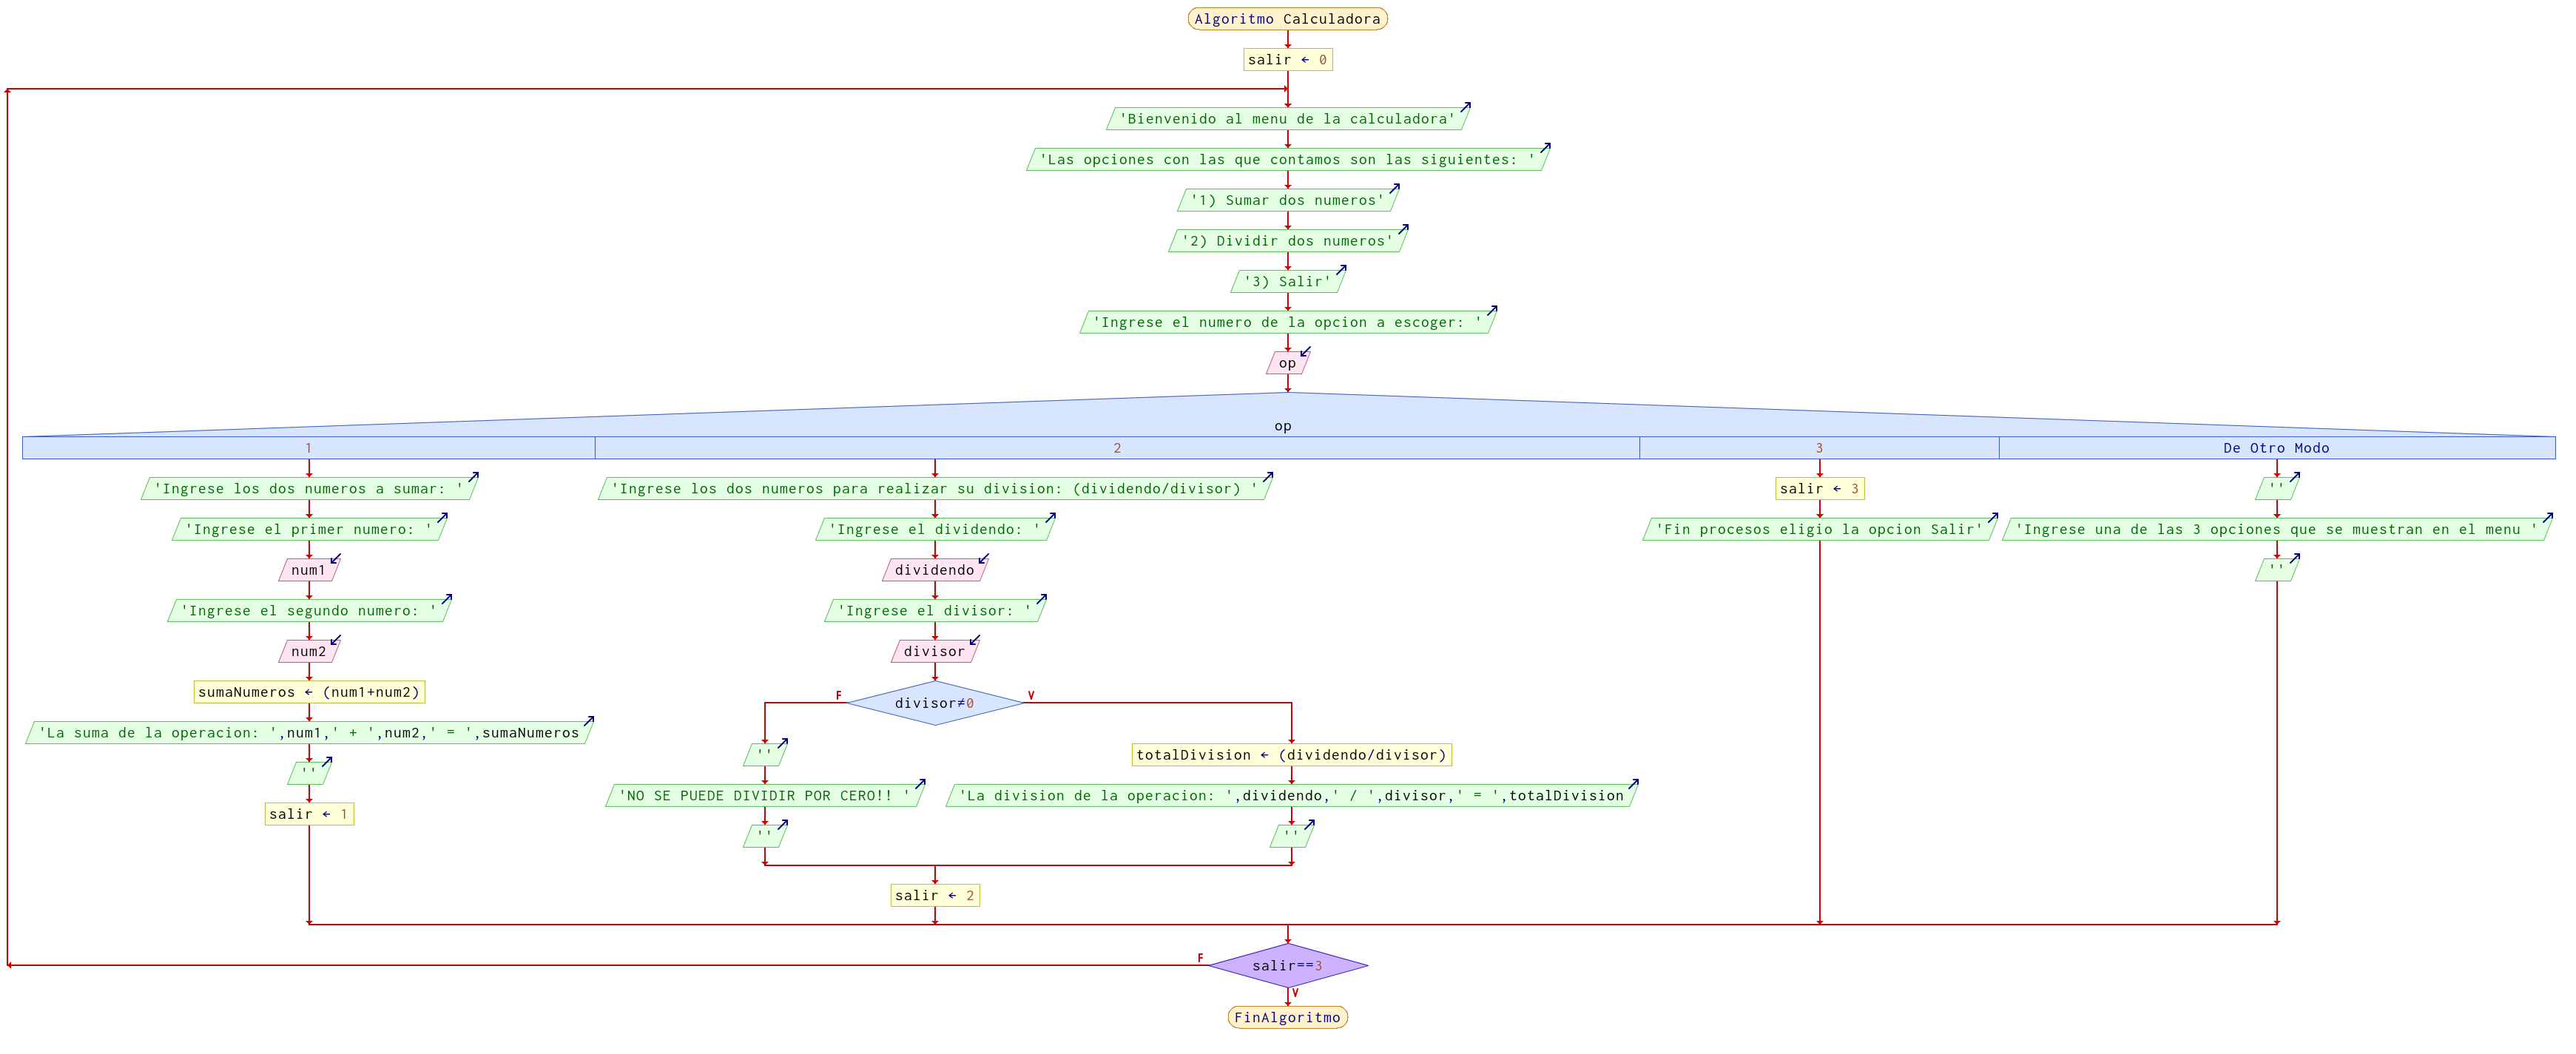 Algoritmo Calculadora
salir ← 0
'Bienvenido al menu de la calculadora'
'Las opciones con las que contamos son las siguientes: '
'1) Sumar dos numeros'
'2) Dividir dos numeros'
'3) Salir'
'Ingrese el numero de la opcion a escoger: '
op
op
1
2
3
De Otro Modo
'Ingrese los dos numeros a sumar: '
'Ingrese el primer numero: '
num1
'Ingrese el segundo numero: '
num2
sumaNumeros ← (num1+num2)
'La suma de la operacion: ',num1,' + ',num2,' = ',sumaNumeros
''
salir ← 1
'Ingrese los dos numeros para realizar su division: (dividendo/divisor) '
'Ingrese el dividendo: '
dividendo
'Ingrese el divisor: '
divisor
F
divisor≠0
V
''
'NO SE PUEDE DIVIDIR POR CERO!! '
''
totalDivision ← (dividendo/divisor)
'La division de la operacion: ',dividendo,' / ',divisor,' = ',totalDivision
''
salir ← 2
salir ← 3
'Fin procesos eligio la opcion Salir'
''
'Ingrese una de las 3 opciones que se muestran en el menu '
''
F
salir==3
V
FinAlgoritmo